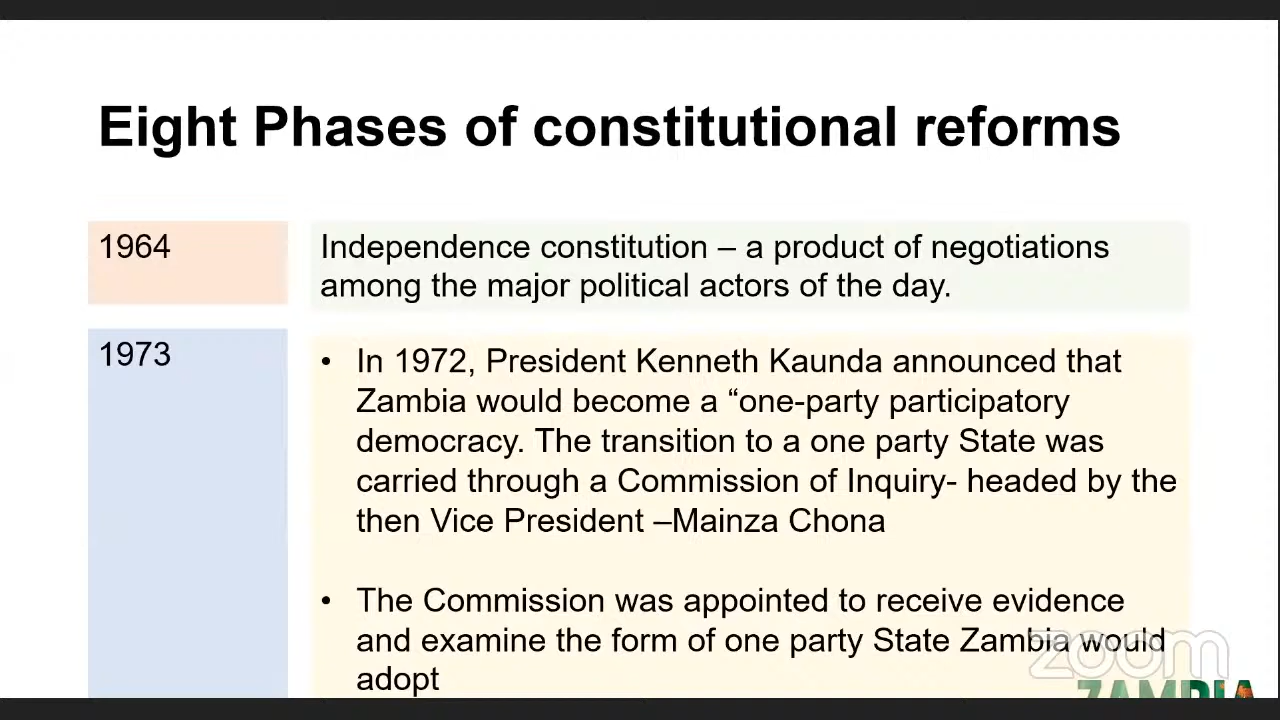 Eight Phases of constitutional reforms
1964
Independence constitution – a product of negotiations
among the major political actors of the day.
1973
• In 1972, President Kenneth Kaunda announced that
Zambia would become a “one-party participatory
democracy. The transition to a one party State was
carried through a Commission of Inquiry- headed by the
then Vice President –Mainza Chona
• The Commission was appointed to receive evidence
and examine the form of one party State Zambia would
adopt
zoom
ZAMBIA